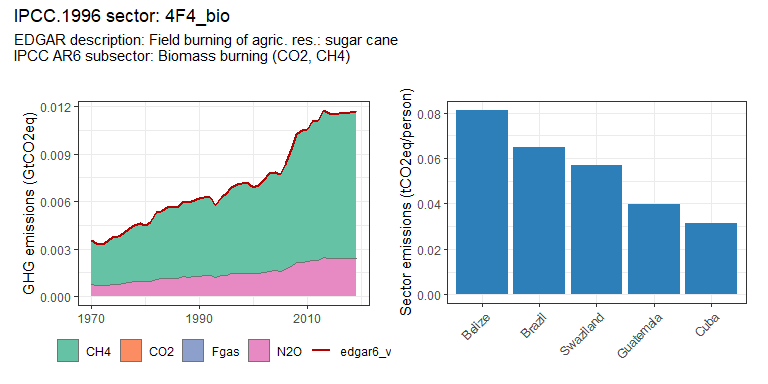 IPCC.1996 sector: 4F4_bio
EDGAR description: Field burning of agric. res.: sugar cane
IPCC AR6 subsector: Biomass burning (CO2, CH4)
GHG emissions (GtCO2eq)
0.012
0.009
0.006
0.003
0.000
1970 1990 2010
CH4 CO2 Fgas N2O edgar6_v
Sector emissions (tCO2eq/person)
0.08
0.06
0.04
0.02
0.00
Belize Brazil Swaziland Guatemala Cuba